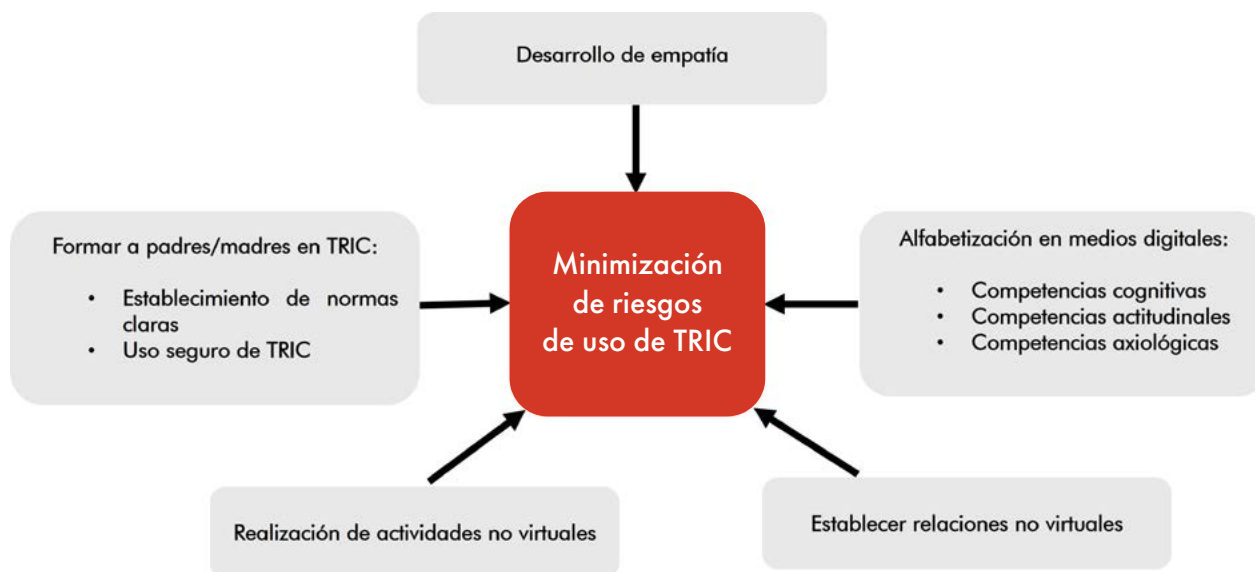 Desarrollo de empatía
Formar a padres/madres en TRIC:
• Establecimiento de normas
claras
• Uso seguro de TRIC
Minimización
de riesgos
de uso de TRIC
Alfabetización en medios digitales:
• Competencias cognitivas
• Competencias actitudinales
• Competencias axiológicas
Realización de actividades no virtuales
Establecer relaciones no virtuales